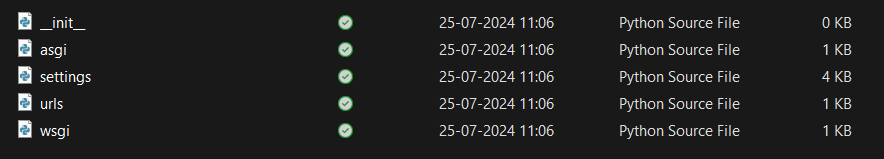 __init__ 25-07-2024 11:06 Python Source File 0 KB
asgi 25-07-2024 11:06 Python Source File 1 KB
settings 25-07-2024 11:06 Python Source File 4 KB
urls 25-07-2024 11:06 Python Source File 1 KB
wsgi 25-07-2024 11:06 Python Source File 1 KB